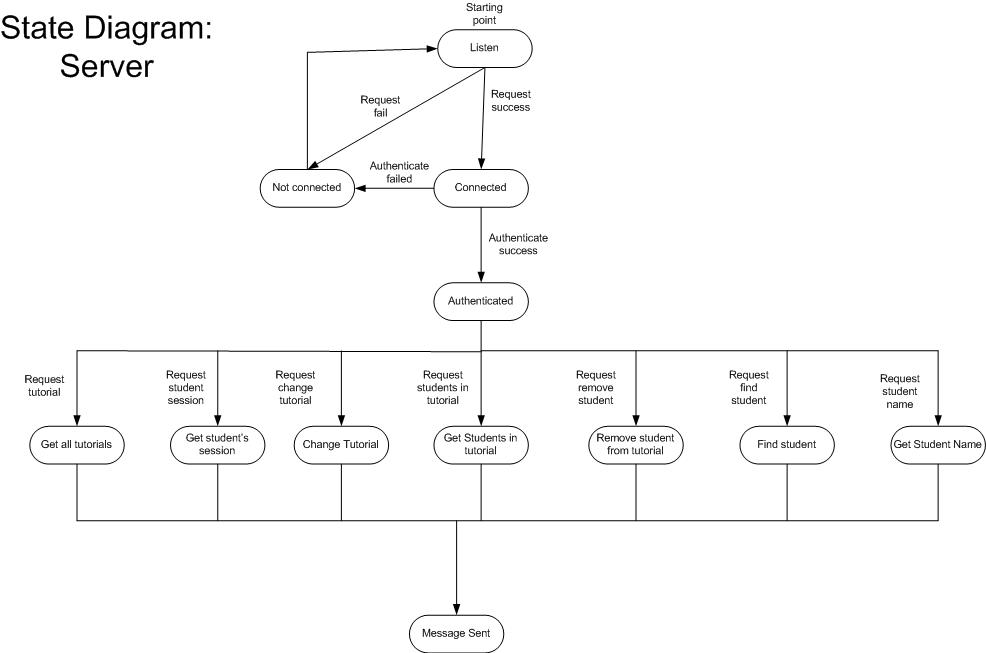 State Diagram:
Server
Starting
point
Listen
Request
fail
Request
success
Authenticate
failed
Not connected
Connected
Authenticate
success
Authenticated
Request
tutorial
Request
student
session
Request
change
tutorial
Request
students in
tutorial
Request
remove
student
Request
find
student
Request
student
name
Get all tutorials
Get student's
session
Change Tutorial
Get Students in
tutorial
Remove student
from tutorial
Find student
Get Student Name
Message Sent